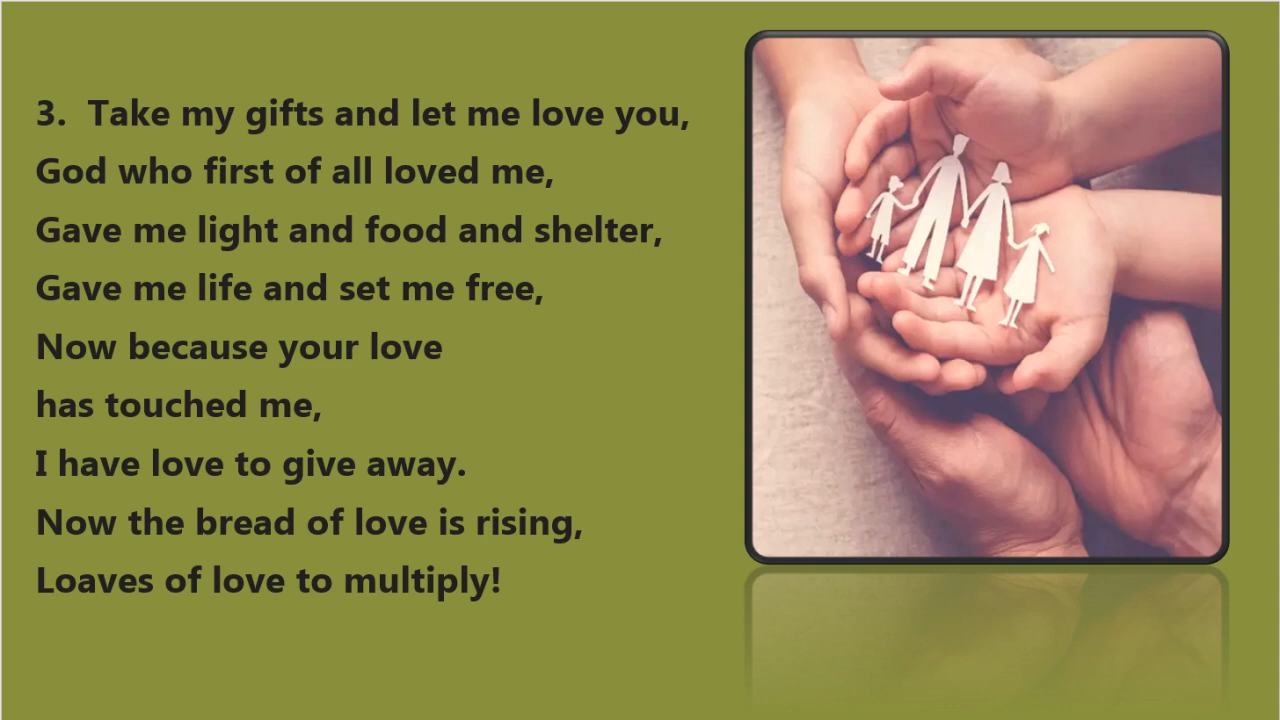 3.  Take my gifts and let me love you,
God who first of all loved me,
Gave me light and food and shelter,
Gave me life and set me free,
Now because your love
has touched me,
I have love to give away.
Now the bread of love is rising,
Loaves of love to multiply!